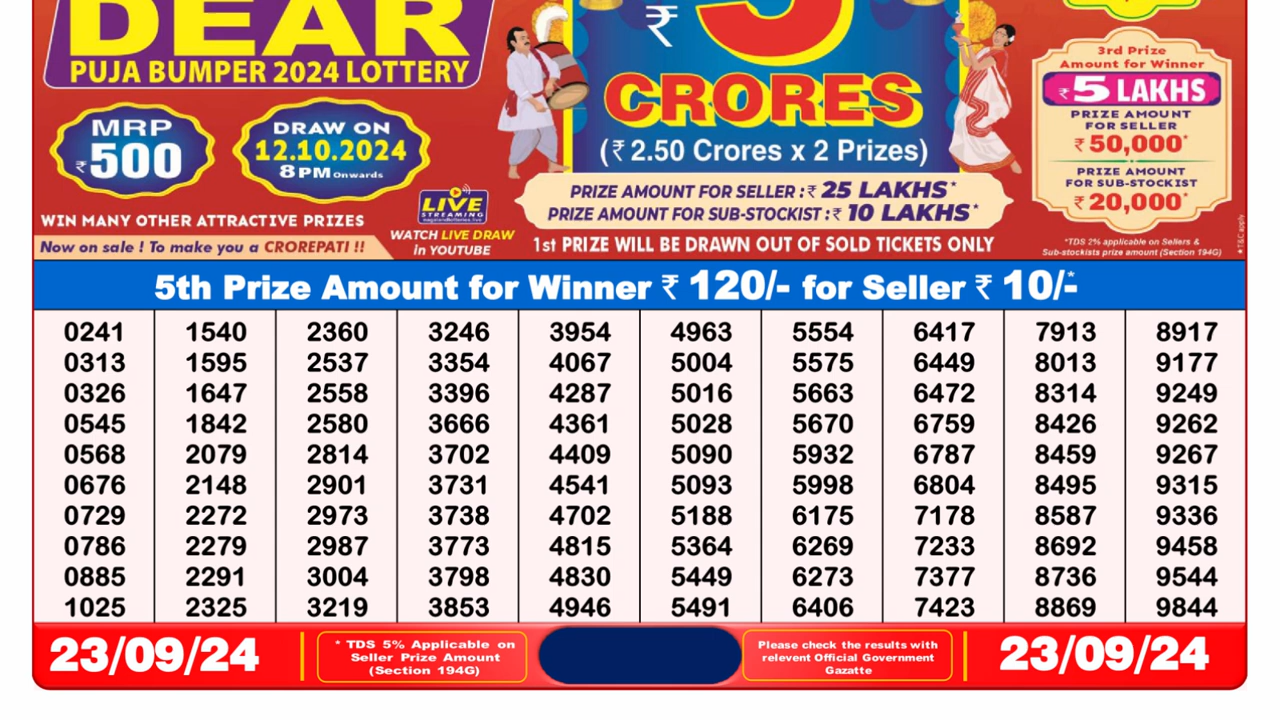 DEAR
PUJA BUMPER 2024 LOTTERY
MRP
₹500
DRAW ON
12.10.2024
8PM Onwards
WIN MANY OTHER ATTRACTIVE PRIZES
Now on sale ! To make you a CROREPATI !!
LIVE
STREAMING
WATCH LIVE DRAW
in YOUTUBE
₹
CRORES
(₹ 2.50 Crores x 2 Prizes)
PRIZE AMOUNT FOR SELLER :₹ 25 LAKHS*
PRIZE AMOUNT FOR SUB-STOCKIST :₹ 10 LAKHS*
1st PRIZE WILL BE DRAWN OUT OF SOLD TICKETS ONLY
3rd Prize
Amount for Winner
₹5 LAKHS
PRIZE AMOUNT
FOR SELLER
₹ 50,000*
PRIZE AMOUNT
FOR SUB-STOCKIST
₹ 20,000*
*TDS 2% applicable on Sellers &
Sub-stockists prize amount (Section 194G)
*T&C apply
5th Prize Amount for Winner ₹ 120/- for Seller ₹ 10/-*
0241 1540 2360 3246 3954 4963 5554 6417 7913 8917
0313 1595 2537 3354 4067 5004 5575 6449 8013 9177
0326 1647 2558 3396 4287 5016 5663 6472 8314 9249
0545 1842 2580 3666 4361 5028 5670 6759 8426 9262
0568 2079 2814 3702 4409 5090 5932 6787 8459 9267
0676 2148 2901 3731 4541 5093 5998 6804 8495 9315
0729 2272 2973 3738 4702 5188 6175 7178 8587 9336
0786 2279 2987 3773 4815 5364 6269 7233 8692 9458
0885 2291 3004 3798 4830 5449 6273 7377 8736 9544
1025 2325 3219 3853 4946 5491 6406 7423 8869 9844
23/09/24
* TDS 5% Applicable on
Seller Prize Amount
(Section 194G)
Please check the results with
relevent Official Government
Gazatte
23/09/24